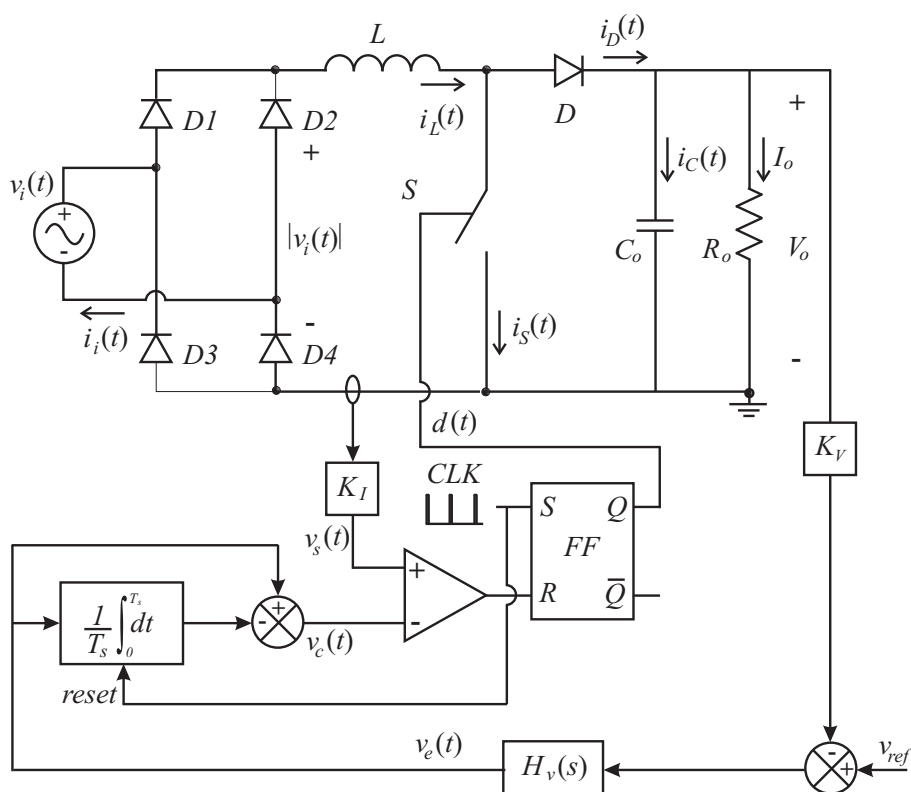 L
i_D(t)
i_L(t)
D
D1
D2
+
+
v_i(t)
+
-
|v_i(t)|
S
i_C(t)
I_o
C_o
R_o
V_o
i_i(t)
-
D3
D4
i_S(t)
-
d(t)
K_V
K_I
CLK
S
Q
FF
R
Q̅
v_s(t)
+
-
1/T_s ∫_0^{T_s} dt
+
-
v_c(t)
reset
v_e(t)
H_v(s)
-
+
v_ref